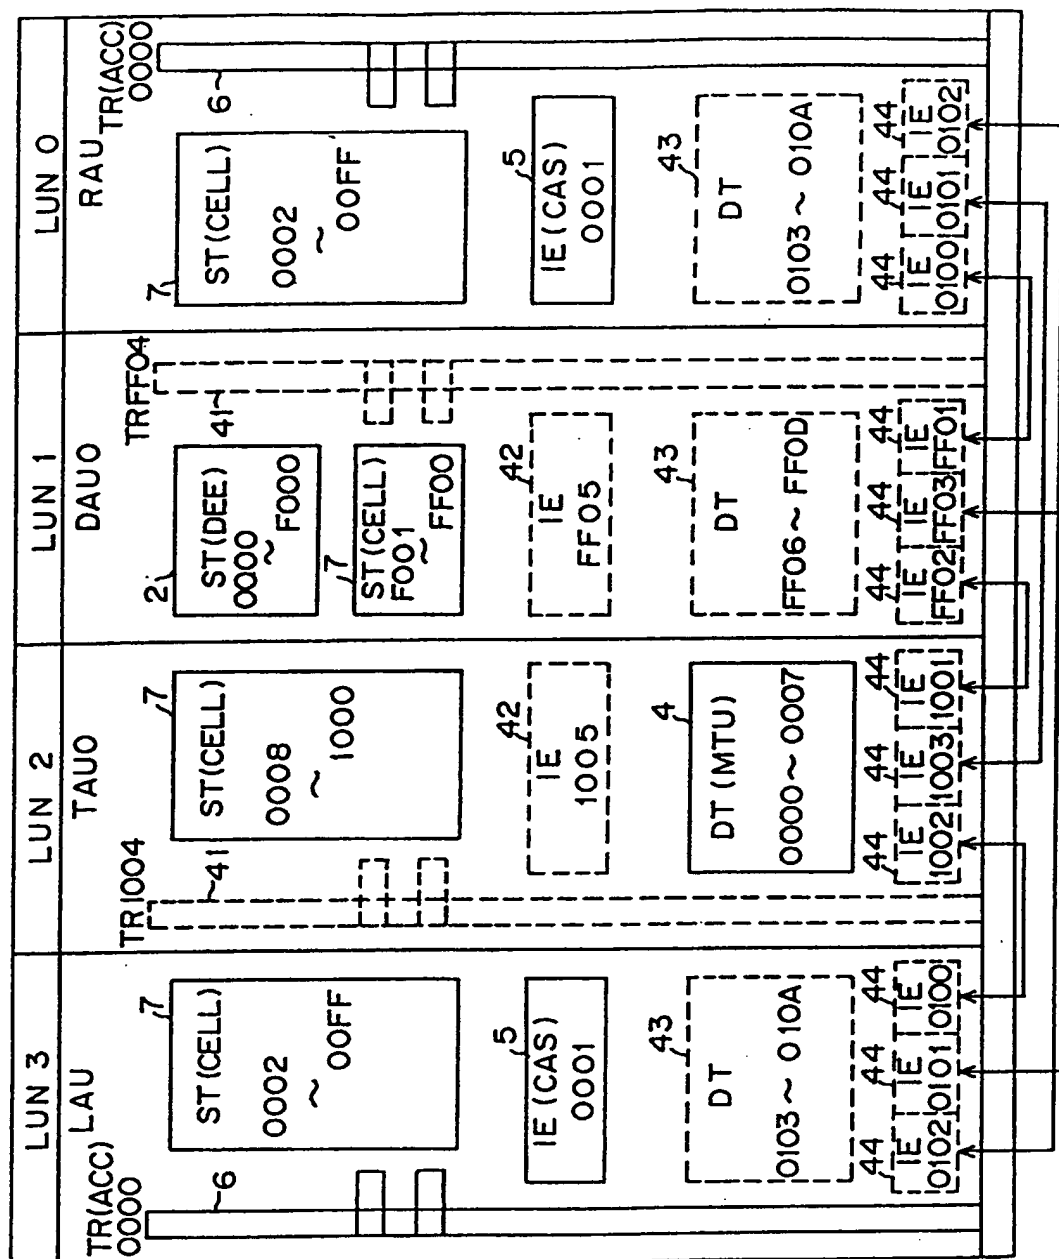 LUN 3
LAU
TR(ACC)
0000
6
7
ST(CELL)
0002
~
00FF
5
IE(CAS)
0001
43
DT
0103~010A
44
44
44
IE
IE
IE
0102
0101
0100
LUN 2
TAU0
TR1004
41
7
ST(CELL)
0008
~
1000
42
IE
1005
4
DT(MTU)
0000~0007
44
44
44
IE
IE
IE
1002
1003
1001
LUN 1
DAU0
TRFF04
41
2
ST(DEE)
0000
~
F000
7
ST(CELL)
F001
~
FF00
42
IE
FF05
43
DT
FF06~FF0D
44
44
44
IE
IE
IE
FF02
FF03
FF01
LUN 0
RAU
TR(ACC)
0000
6
7
ST(CELL)
0002
~
00FF
5
IE(CAS)
0001
43
DT
0103~010A
44
44
44
IE
IE
IE
0100
0101
0102